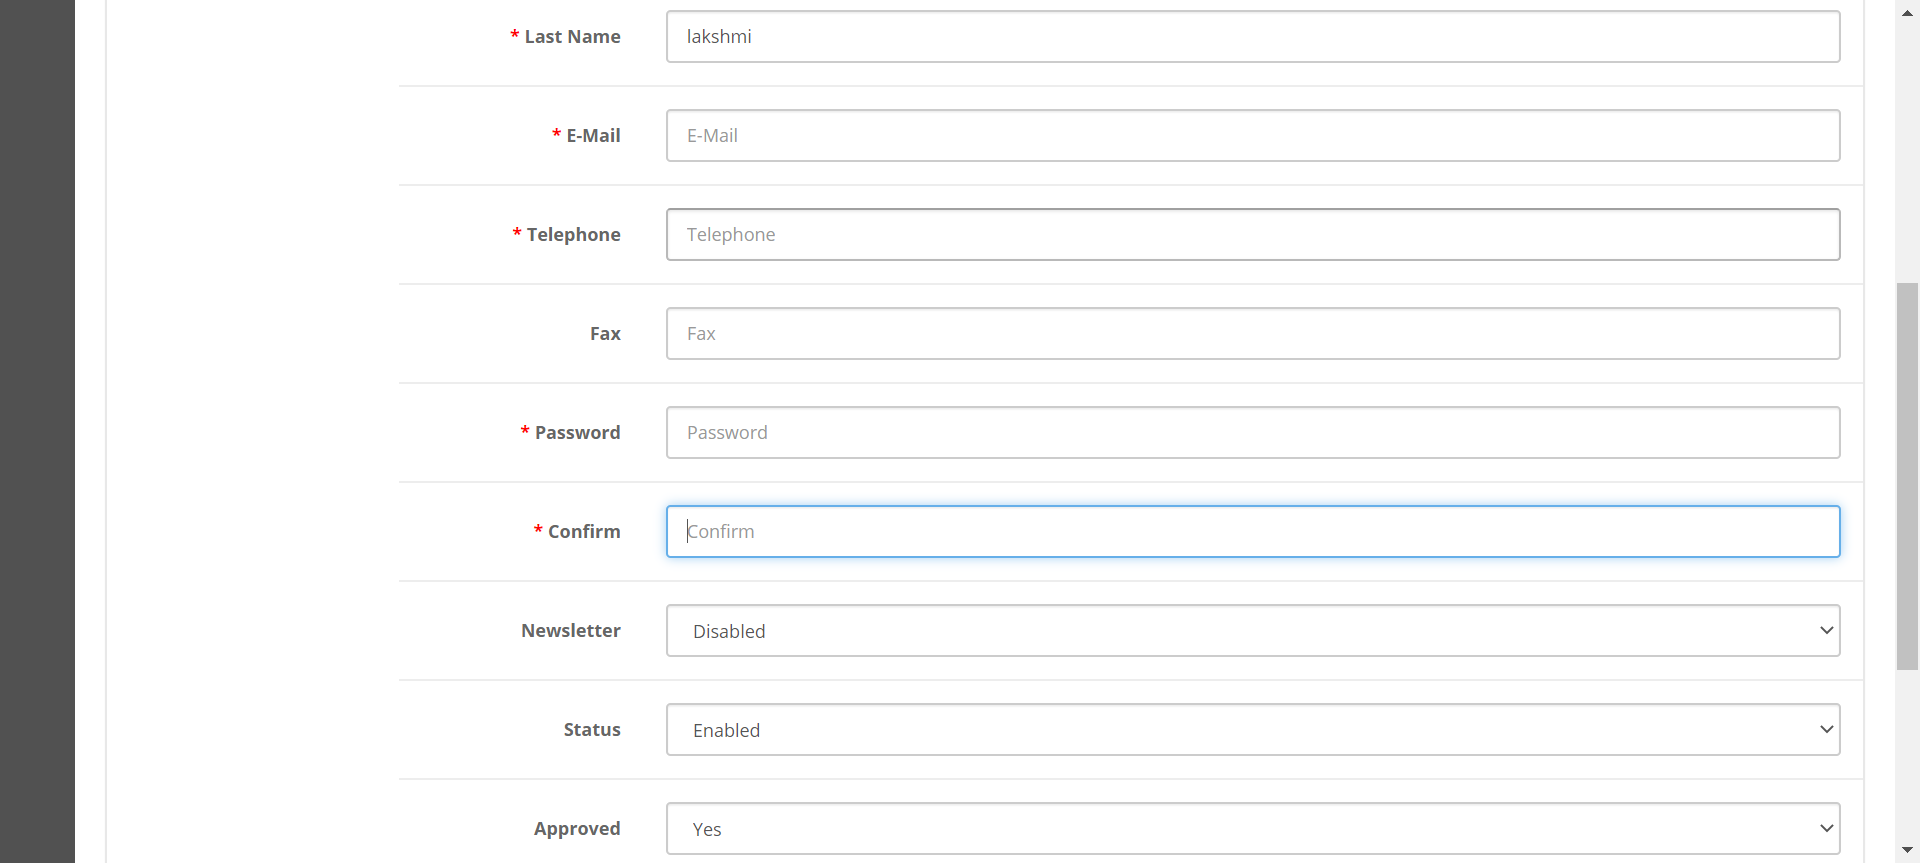 * Last Name lakshmi
* E-Mail E-Mail
* Telephone Telephone
Fax Fax
* Password Password
* Confirm Confirm
Newsletter Disabled
Status Enabled
Approved Yes